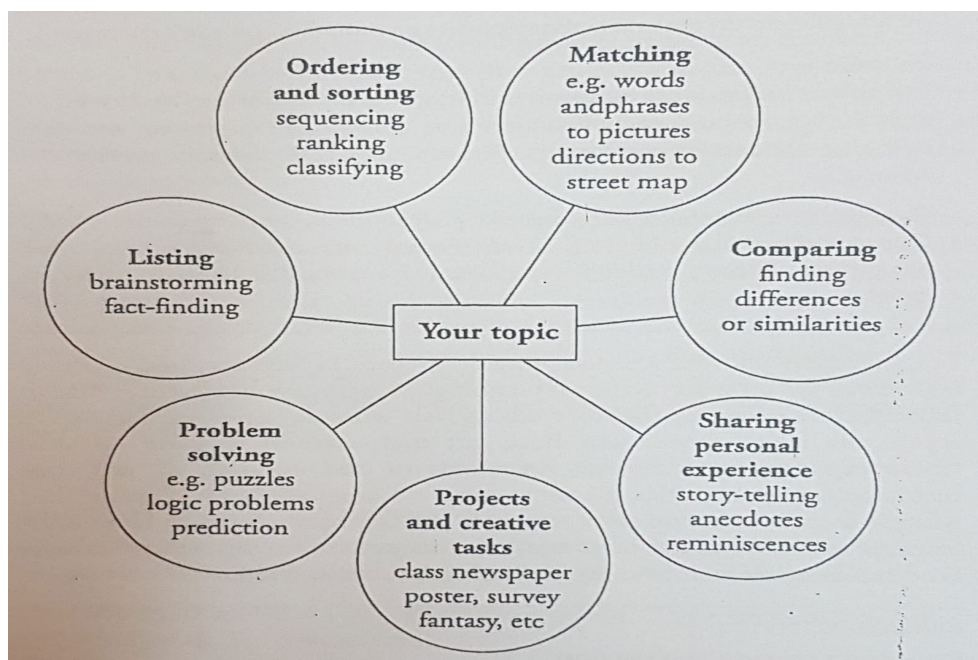 Ordering
and sorting
sequencing
ranking
classifying
Matching
e.g. words
andphrases
to pictures
directions to
street map
Listing
brainstorming
fact-finding
Comparing
finding
differences
or similarities
Your topic
Problem
solving
e.g. puzzles
logic problems
prediction
Projects
and creative
tasks
class newspaper
poster, survey
fantasy, etc
Sharing
personal
experience
story-telling
anecdotes
reminiscences